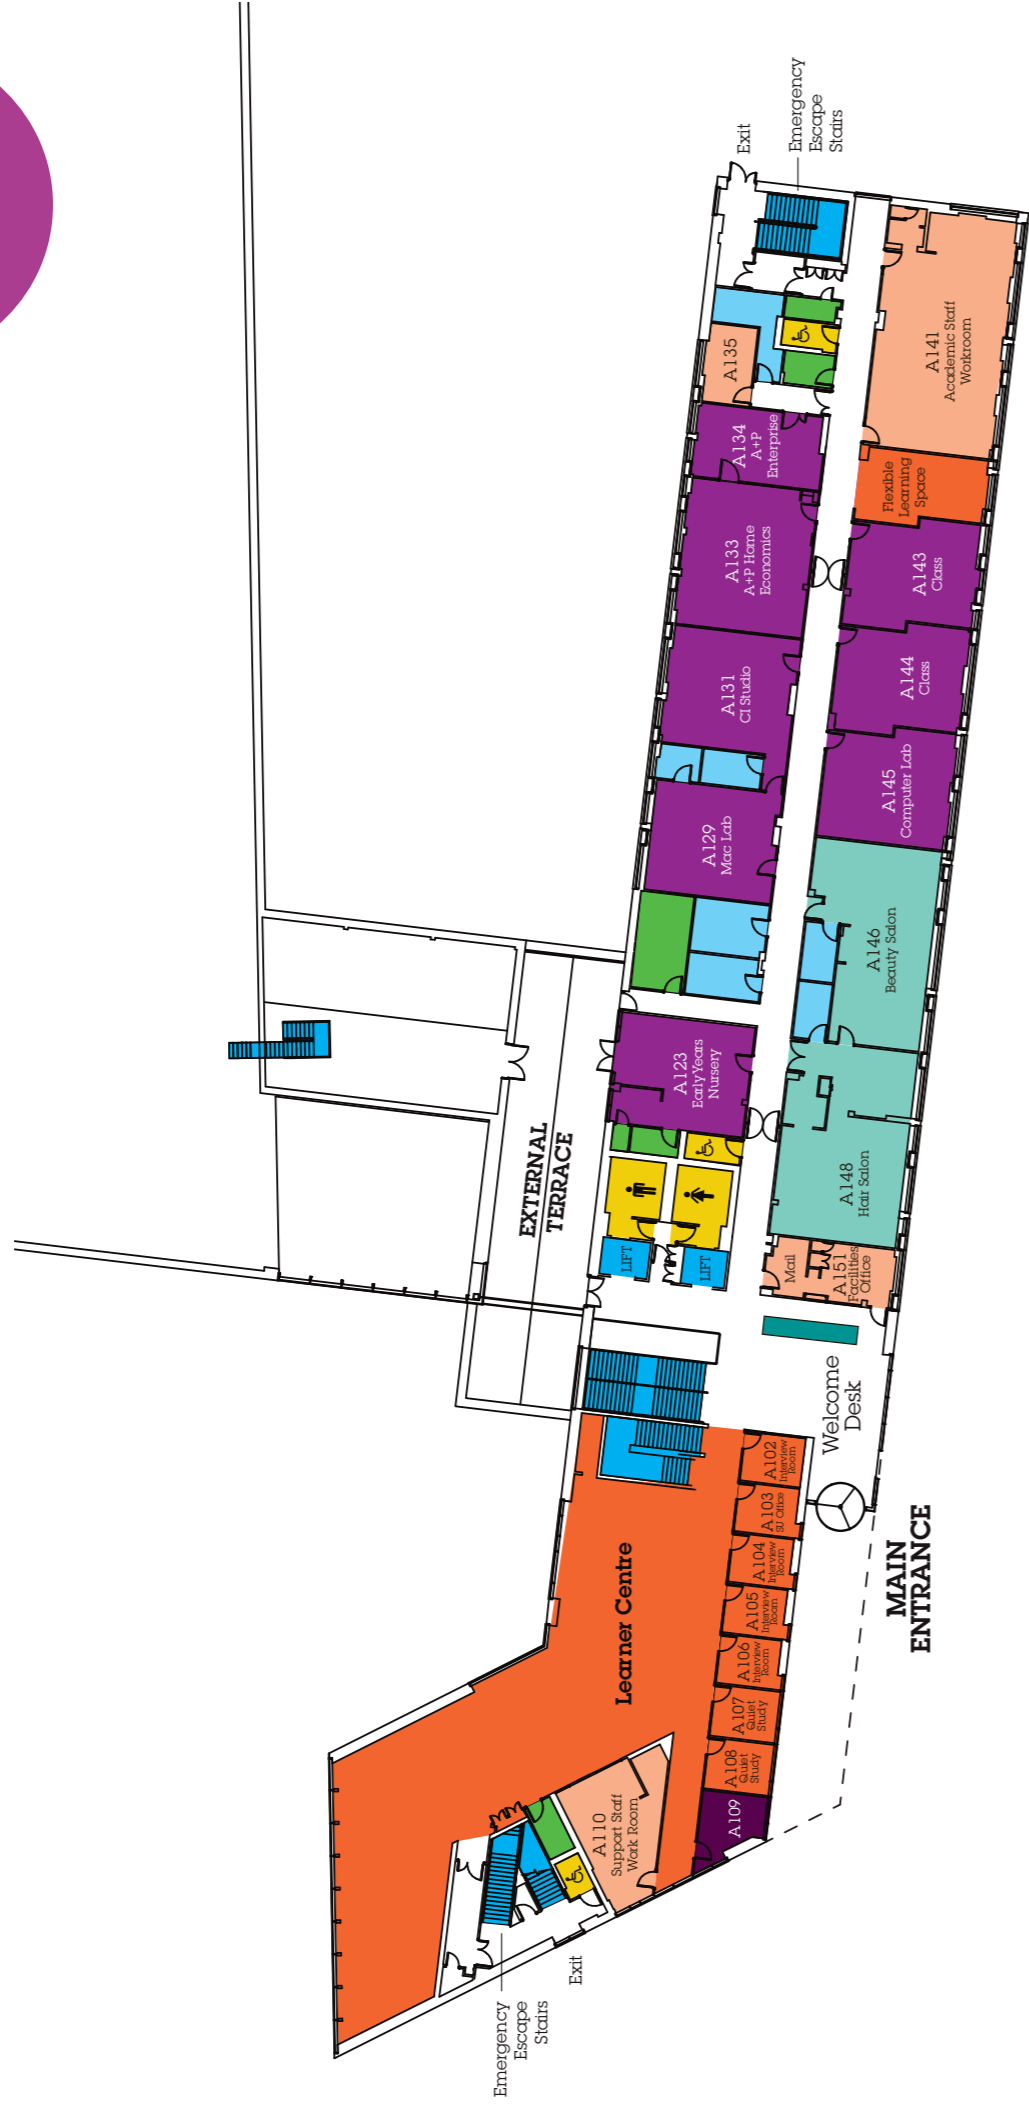 Emergency
Escape
Stairs
Exit
Learner Centre
A110
Support Staff
Work Room
A109
A108
Quiet
Study
A107
Quiet
Study
A106
Interview
Room
A105
Interview
Room
A104
Interview
Room
A103
SU Office
A102
Interview
Room
MAIN
ENTRANCE
Welcome
Desk
EXTERNAL
TERRACE
LIFT
LIFT
Mail
A151
Facilities
Office
A148
Hair Salon
A123
Early Years
Nursery
A146
Beauty Salon
A129
Mac Lab
A145
Computer Lab
A131
CI Studio
A144
Class
A133
A+P Home
Economics
A143
Class
A134
A+P
Enterprise
Flexible
Learning
Space
A135
A141
Academic Staff
Workroom
Exit
Emergency
Escape
Stairs